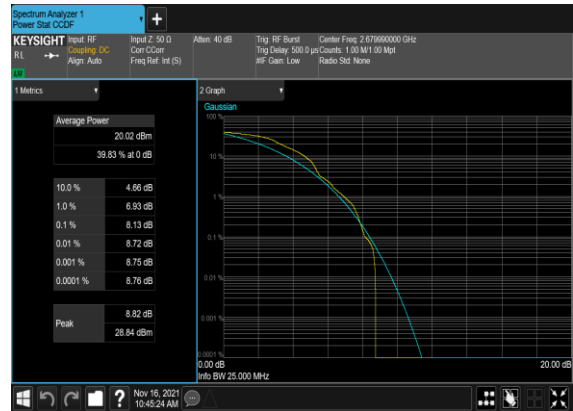 Spectrum Analyzer 1
Power Stat CCDF
+
KEYSIGHT
RL
Input: RF
Coupling: DC
Align: Auto
Input Z: 50 Ω
Corr CCorr
Freq Ref: Int (S)
Atten: 40 dB
Trig: RF Burst
Trig Delay: 500.0 µs
#IF Gain: Low
Center Freq: 2.679990000 GHz
Counts: 1.00 M/1.00 Mpt
Radio Std: None
1 Metrics
Average Power
20.02 dBm
39.83 % at 0 dB
10.0 % 4.66 dB
1.0 % 6.93 dB
0.1 % 8.13 dB
0.01 % 8.72 dB
0.001 % 8.75 dB
0.0001 % 8.76 dB
Peak
8.82 dB
28.84 dBm
2 Graph
Gaussian
100 %
10 %
1 %
0.1 %
0.01 %
0.001 %
0.0001 %
0.00 dB
20.00 dB
Info BW 25.000 MHz
?
Nov 16, 2021
10:45:24 AM